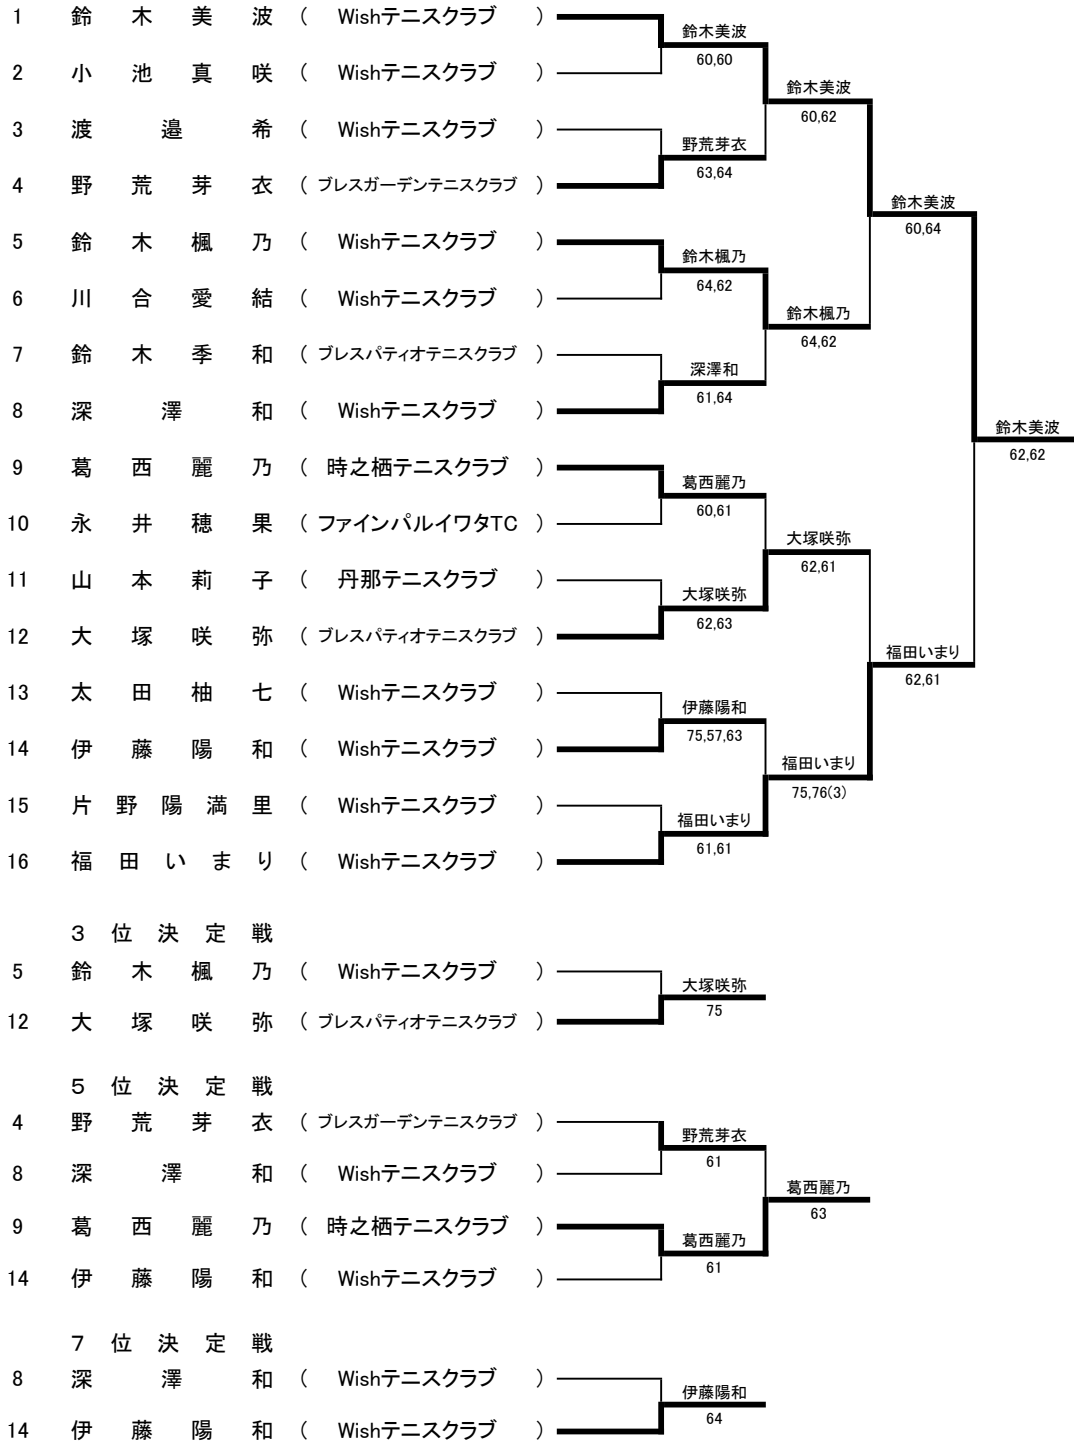 1 鈴木美波 ( Wishテニスクラブ )
鈴木美波
60,60
2 小池真咲 ( Wishテニスクラブ )
鈴木美波
60,62
3 渡邉希 ( Wishテニスクラブ )
野荒芽衣
63,64
4 野荒芽衣 ( ブレスガーデンテニスクラブ )
鈴木美波
60,64
5 鈴木楓乃 ( Wishテニスクラブ )
鈴木楓乃
64,62
6 川合愛結 ( Wishテニスクラブ )
鈴木楓乃
64,62
7 鈴木季和 ( ブレスパティオテニスクラブ )
深澤和
61,64
8 深澤和 ( Wishテニスクラブ )
鈴木美波
62,62
9 葛西麗乃 ( 時之栖テニスクラブ )
葛西麗乃
60,61
10 永井穂果 ( ファインパルイワタTC )
大塚咲弥
62,61
11 山本莉子 ( 丹那テニスクラブ )
大塚咲弥
62,63
12 大塚咲弥 ( ブレスパティオテニスクラブ )
福田いまり
62,61
13 太田柚七 ( Wishテニスクラブ )
伊藤陽和
75,57,63
14 伊藤陽和 ( Wishテニスクラブ )
福田いまり
75,76(3)
15 片野陽満里 ( Wishテニスクラブ )
福田いまり
61,61
16 福田いまり ( Wishテニスクラブ )
3位決定戦
5 鈴木楓乃 ( Wishテニスクラブ )
大塚咲弥
75
12 大塚咲弥 ( ブレスパティオテニスクラブ )
5位決定戦
4 野荒芽衣 ( ブレスガーデンテニスクラブ )
野荒芽衣
61
8 深澤和 ( Wishテニスクラブ )
葛西麗乃
63
9 葛西麗乃 ( 時之栖テニスクラブ )
葛西麗乃
61
14 伊藤陽和 ( Wishテニスクラブ )
7位決定戦
8 深澤和 ( Wishテニスクラブ )
伊藤陽和
64
14 伊藤陽和 ( Wishテニスクラブ )